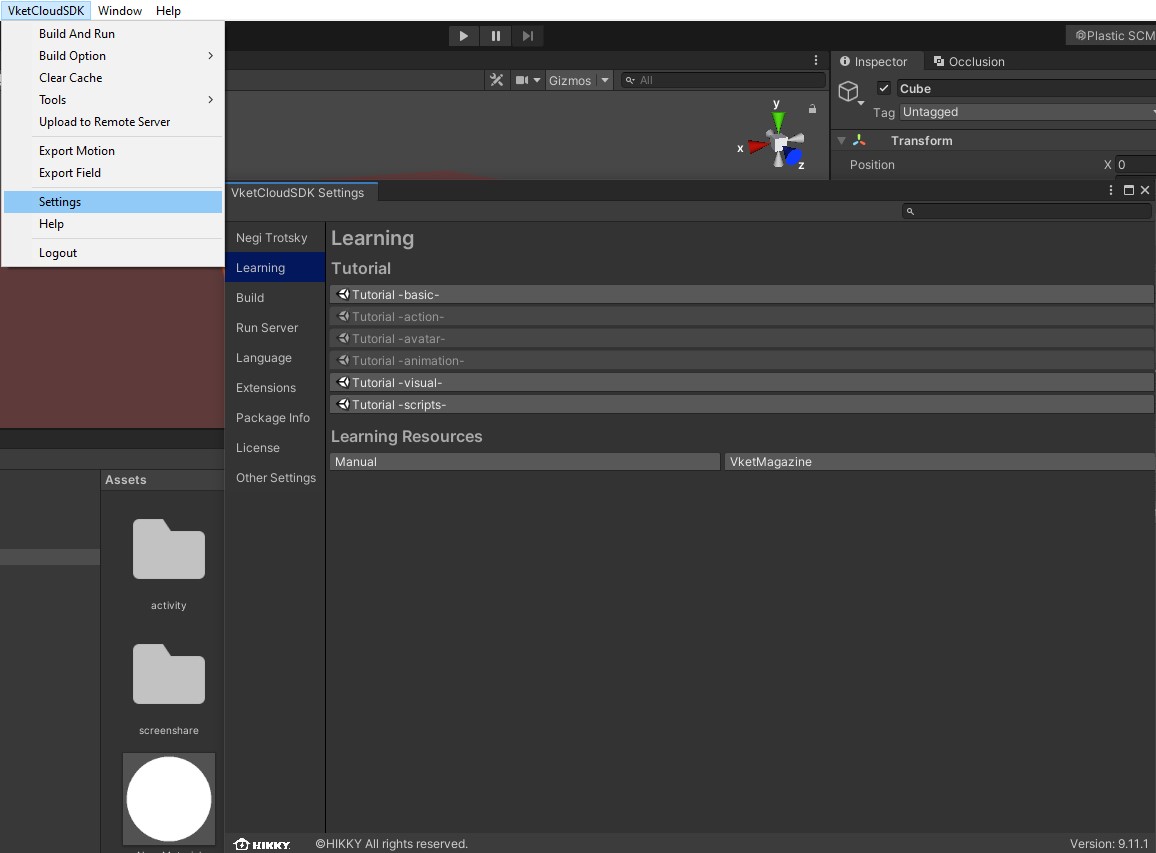 VketCloudSDK Window Help
Build And Run
Build Option
Clear Cache
Tools
Upload to Remote Server
Export Motion
Export Field
Settings
Help
Logout
Plastic SCM
Gizmos All
Inspector Occlusion
Cube
Tag Untagged
Transform
Position X 0
y
x
z
VketCloudSDK Settings
Negi Trotsky
Learning
Build
Run Server
Language
Extensions
Package Info
License
Other Settings
Learning
Tutorial
Tutorial -basic-
Tutorial -action-
Tutorial -avatar-
Tutorial -animation-
Tutorial -visual-
Tutorial -scripts-
Learning Resources
Manual VketMagazine
Assets
activity
screenshare
HIKKY ©HIKKY All rights reserved. Version: 9.11.1